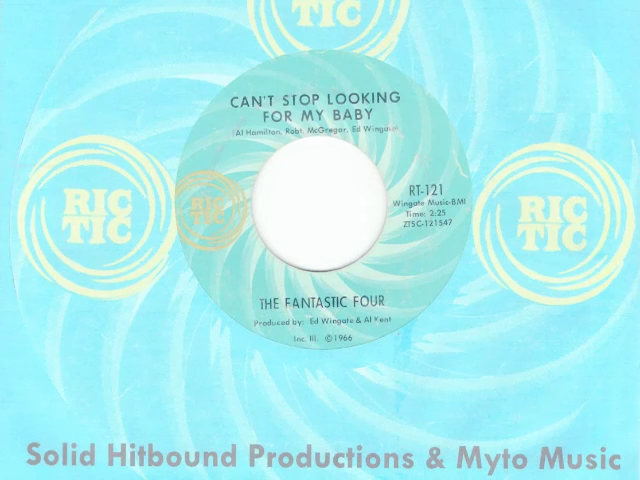 RIC
TIC
CAN'T STOP LOOKING
FOR MY BABY
Al Hamilton, Robt. McGregor, Ed Wingate
RIC
TIC
RIC
TIC
RT-121
Wingate Music-BMI
Time: 2:25
ZTSC-121547
RIC
TIC
THE FANTASTIC FOUR
Produced by: Ed Wingate & Al Kent
Inc. Ill. ©1966
Solid Hitbound Productions & Myto Music